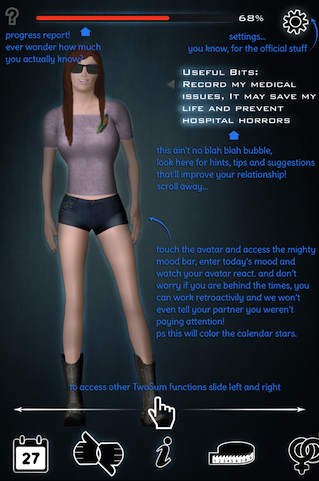 68%
progress report!
ever wonder how much
you actually know?
settings...
you know, for the official stuff
Useful Bits:
Record my medical
issues, It may save my
life and prevent
hospital horrors
this ain't no blah blah bubble,
look here for hints, tips and suggestions
that'll improve your relationship!
scroll away...
touch the avatar and access the mighty
mood bar, enter today's mood and
watch your avatar react. and don't
worry if you are behind the times, you
can work retroactivily and we won't
even tell your partner you weren't
paying attention!
ps this will color the calendar stars.
to access other TwoSum functions slide left and right
27